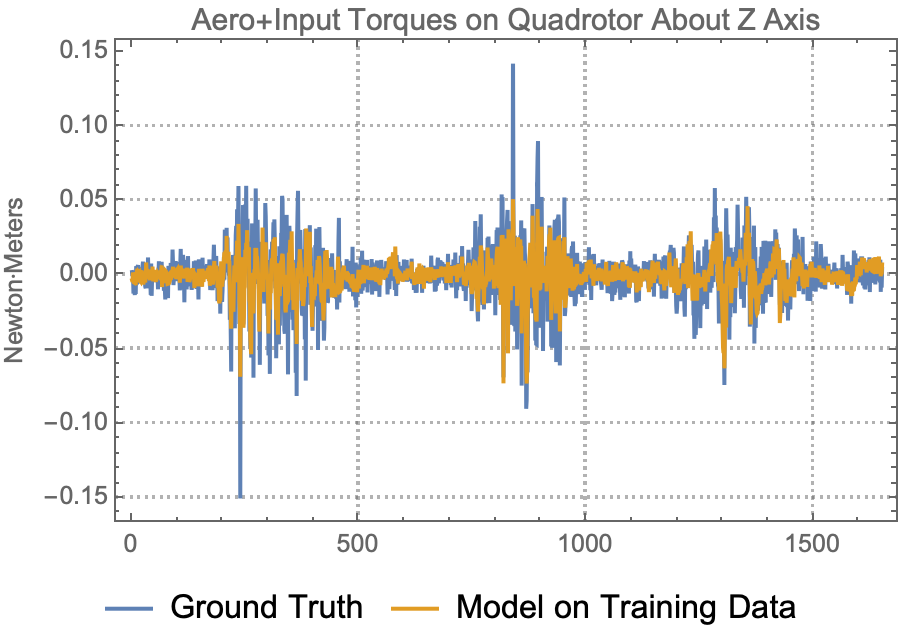 Aero+Input Torques on Quadrotor About Z Axis
0.15
0.10
0.05
0.00
−0.05
−0.10
−0.15
Newton·Meters
0 500 1000 1500
Ground Truth Model on Training Data